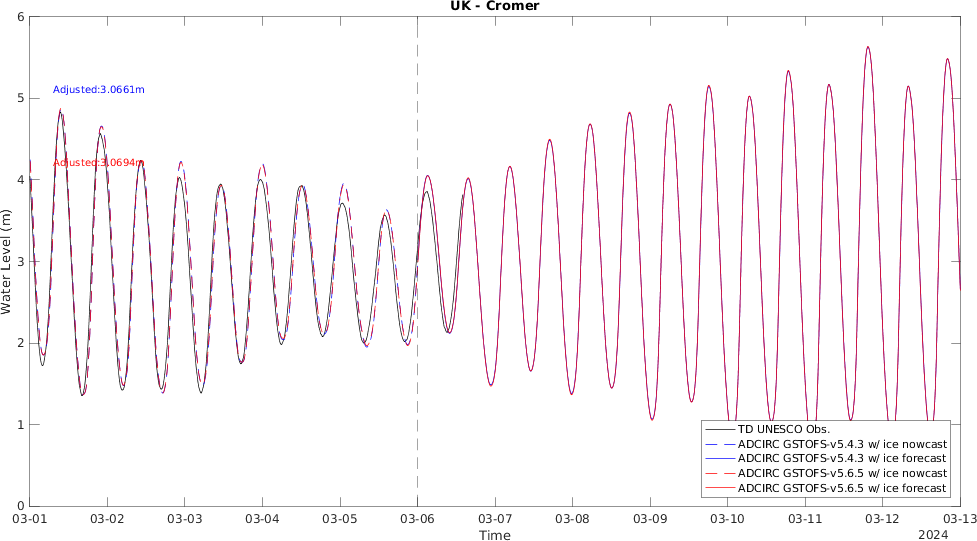 UK - Cromer
6
5
4
3
2
1
0
Water Level (m)
Adjusted:3.0661m
Adjusted:3.0694m
TD UNESCO Obs.
ADCIRC GSTOFS-v5.4.3 w/ ice nowcast
ADCIRC GSTOFS-v5.4.3 w/ ice forecast
ADCIRC GSTOFS-v5.6.5 w/ ice nowcast
ADCIRC GSTOFS-v5.6.5 w/ ice forecast
03-01 03-02 03-03 03-04 03-05 03-06 03-07 03-08 03-09 03-10 03-11 03-12 03-13
Time
2024